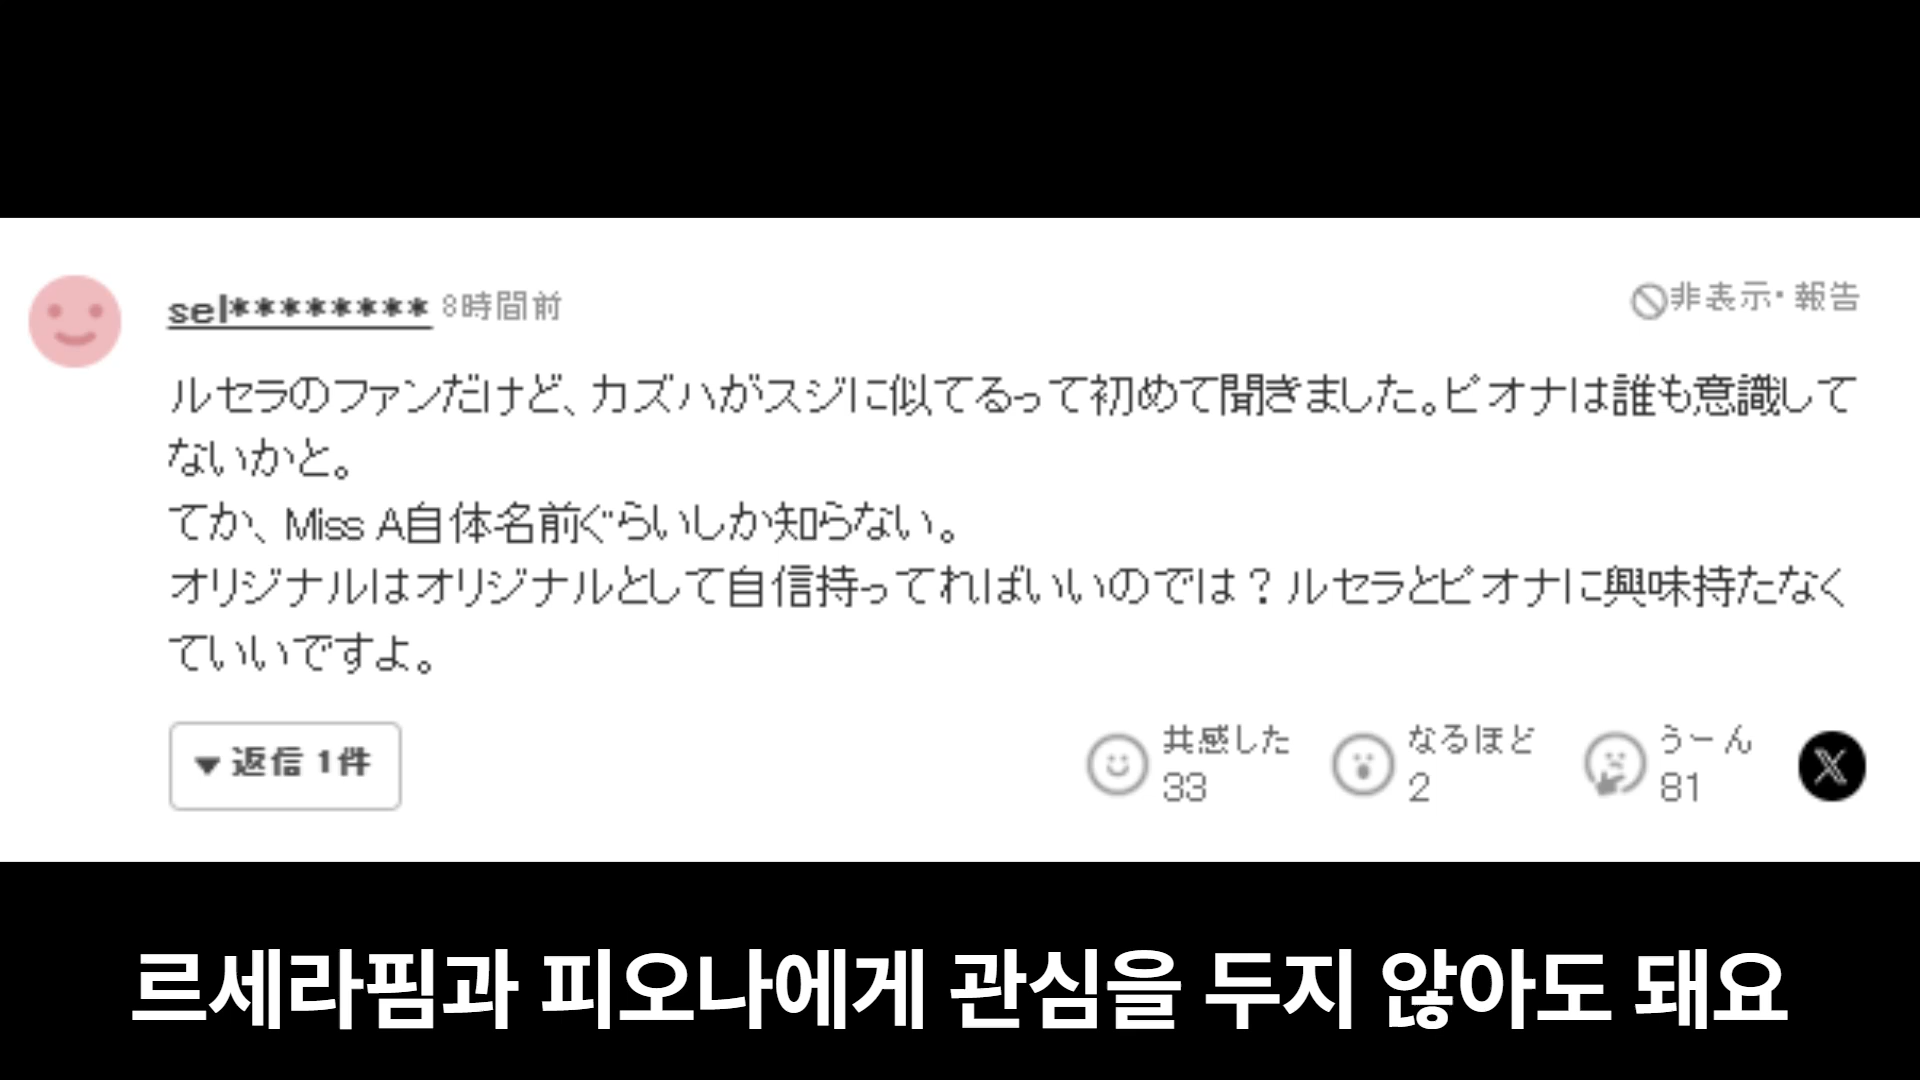 sel******** 8時間前
非表示・報告
ルセラのファンだけど、カズハがスジに似てるって初めて聞きました。ピオナは誰も意識して
ないかと。
てか、Miss A自体名前ぐらいしか知らない。
オリジナルはオリジナルとして自信持ってればいいのでは？ルセラとピオナに興味持たなく
ていいですよ。
返信 1件
共感した
33
なるほど
2
うーん
81
르세라핌과 피오나에게 관심을 두지 않아도 돼요